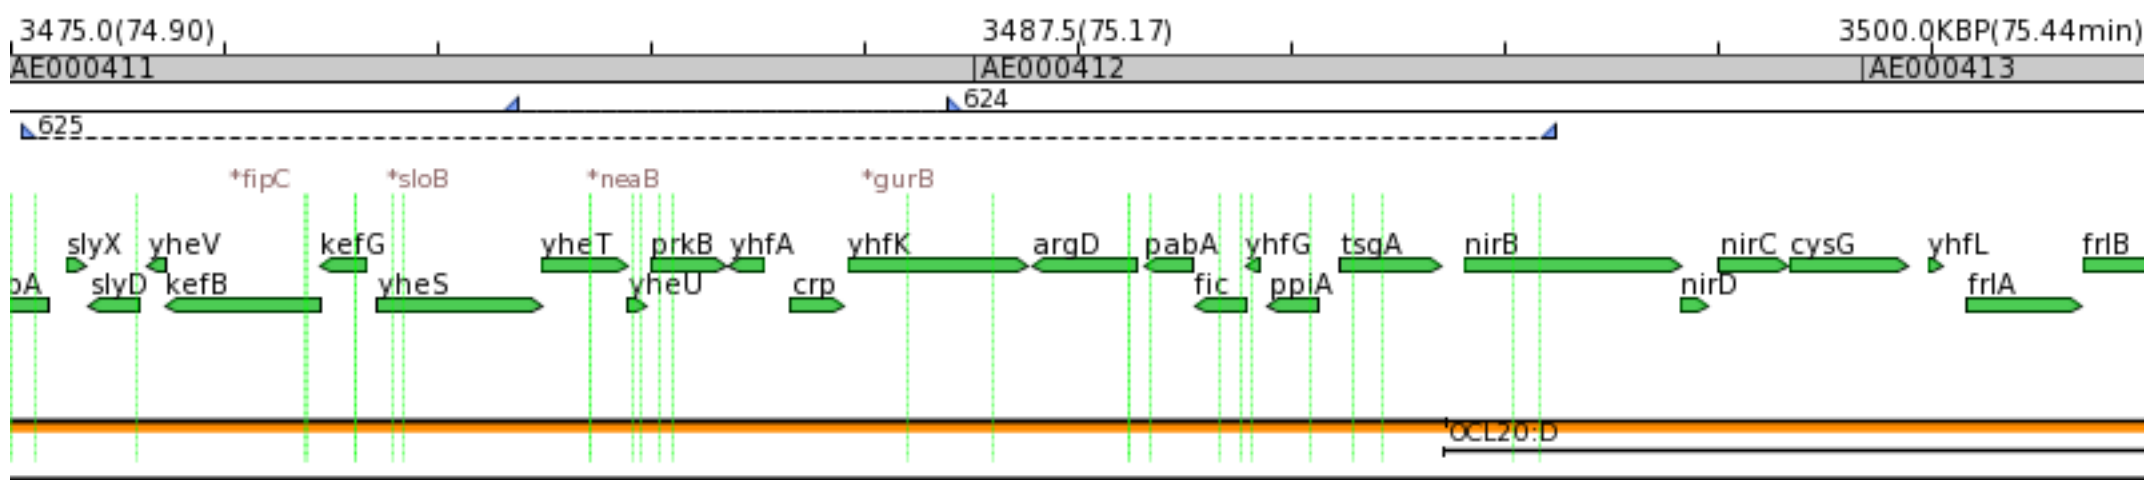 3475.0(74.90) 3487.5(75.17) 3500.0KBP(75.44min)
AE000411 AE000412 AE000413
624
625
*fipC *sloB *neaB *gurB
slyX yheV kefG yheT prkB yhfA yhfK argD pabA yhfG tsgA nirB nirC cysG yhfL frlB
slyD kefB yheS yheU crp fic ppiA nirD frlA
OCL20:D